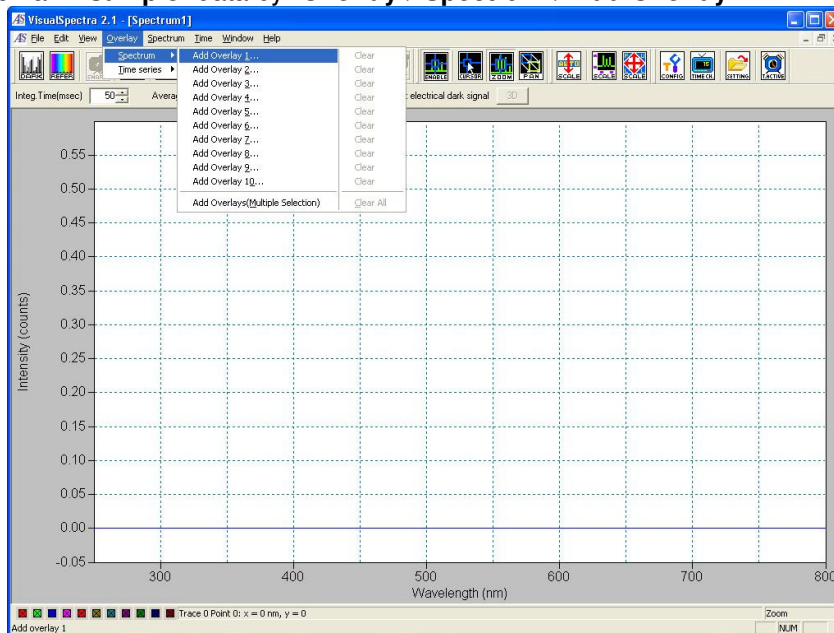 VisualSpectra 2.1 - [Spectrum1]
File Edit View Overlay Spectrum Time Window Help
Spectrum
Time series
Add Overlay 1... Clear
Add Overlay 2... Clear
Add Overlay 3... Clear
Add Overlay 4... Clear
Add Overlay 5... Clear
Add Overlay 6... Clear
Add Overlay 7... Clear
Add Overlay 8... Clear
Add Overlay 9... Clear
Add Overlay 10... Clear
Add Overlays(Multiple Selection) Clear All
DARK REFER ENABLE CURSOR ZOOM PAN SCALE SCALE SCALE CONFIG TIME CH. SETTING T.ACTIVE
Integ.Time(msec) 50 electrical dark signal 3D
Intensity (counts)
0.55
0.50
0.45
0.40
0.35
0.30
0.25
0.20
0.15
0.10
0.05
0.00
-0.05
300 400 500 600 700 800
Wavelength (nm)
Trace 0 Point 0: x = 0 nm, y = 0 Zoom
Add overlay 1 NUM